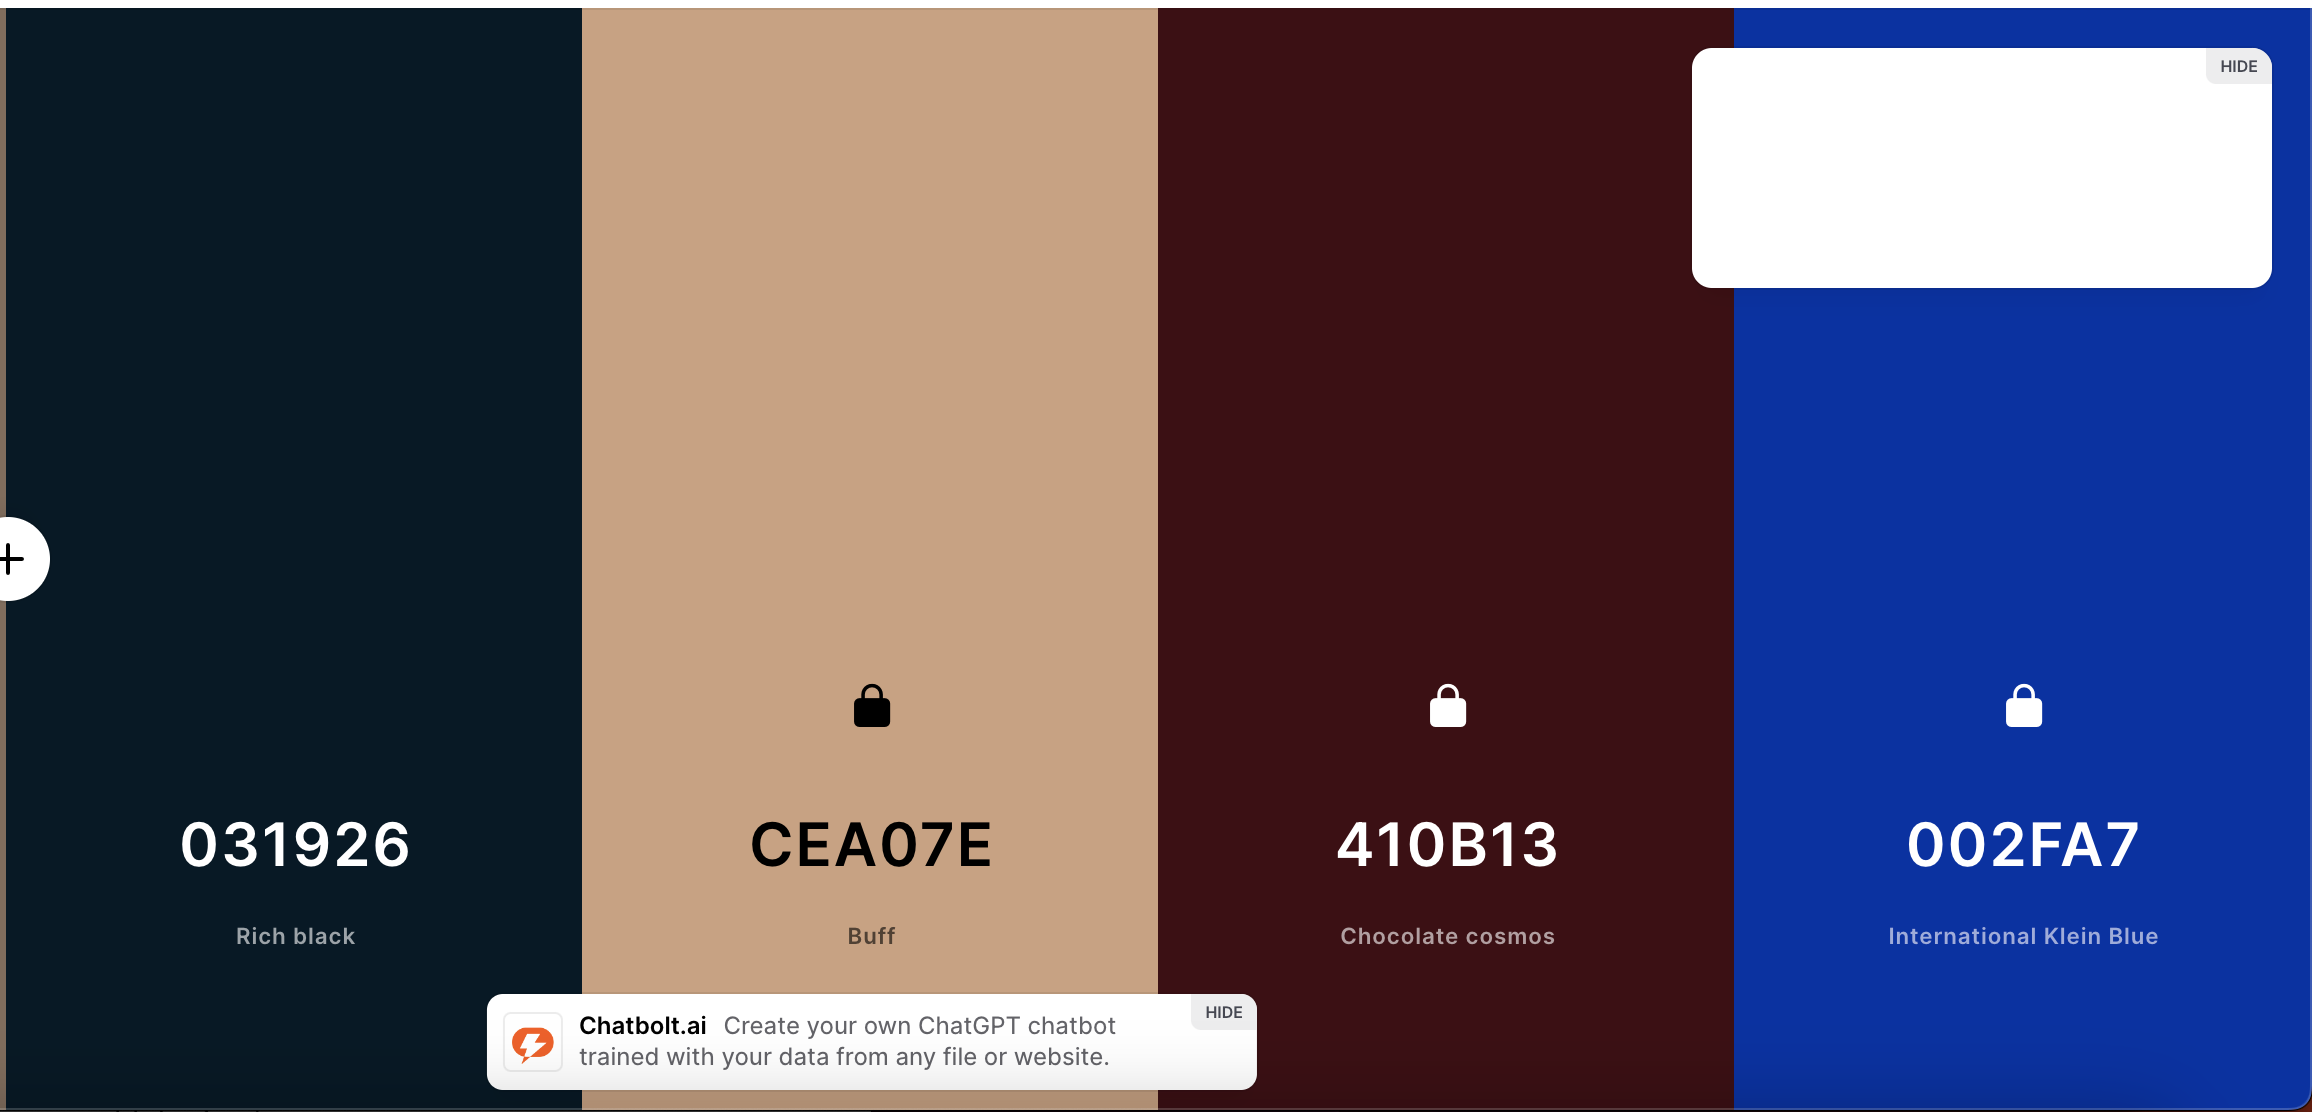 HIDE
031926
CEA07E
410B13
002FA7
Rich black
Buff
Chocolate cosmos
International Klein Blue
Chatbolt.ai Create your own ChatGPT chatbot
trained with your data from any file or website.
HIDE